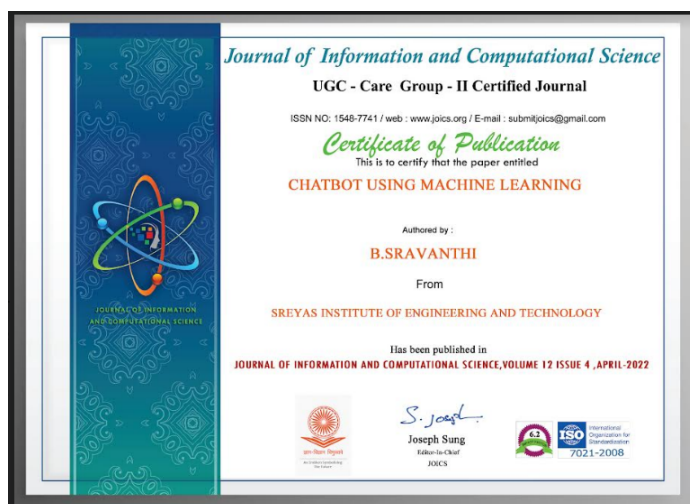 Journal of Information and Computational Science
UGC - Care Group - II Certified Journal
ISSN NO: 1548-7741 / web : www.joics.org / E-mail : submitjoics@gmail.com
Certificate of Publication
This is to certify that the paper entitled
CHATBOT USING MACHINE LEARNING
Authored by :
B.SRAVANTHI
From
SREYAS INSTITUTE OF ENGINEERING AND TECHNOLOGY
Has been published in
JOURNAL OF INFORMATION AND COMPUTATIONAL SCIENCE,VOLUME 12 ISSUE 4 ,APRIL-2022
JOURNAL OF INFORMATION
AND COMPUTATIONAL SCIENCE
S. Joseph
Joseph Sung
Editor-In-Chief
JOICS
6.2
ISO
International
Organization for
Standardization
7021-2008